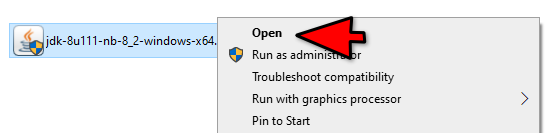 jdk-8u111-nb-8_2-windows-x64.
Open
Run as administrator
Troubleshoot compatibility
Run with graphics processor
Pin to Start